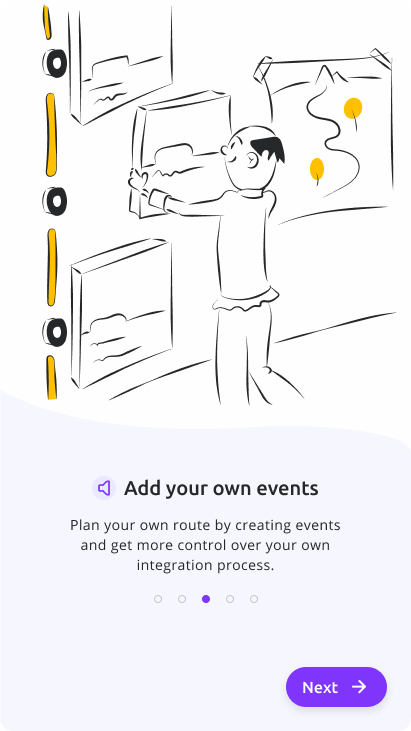 Add your own events
Plan your own route by creating events
and get more control over your own
integration process.
Next